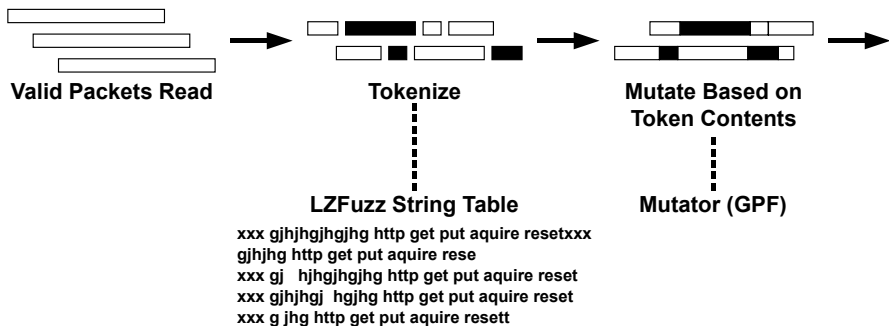 Valid Packets Read
Tokenize
Mutate Based on
Token Contents
LZFuzz String Table
Mutator (GPF)
xxx gjhjhgjhgjhg http get put aquire resetxxx
gjhjhg http get put aquire rese
xxx gj hjhgjhgjhg http get put aquire reset
xxx gjhjhgj hgjhg http get put aquire reset
xxx g jhg http get put aquire resett